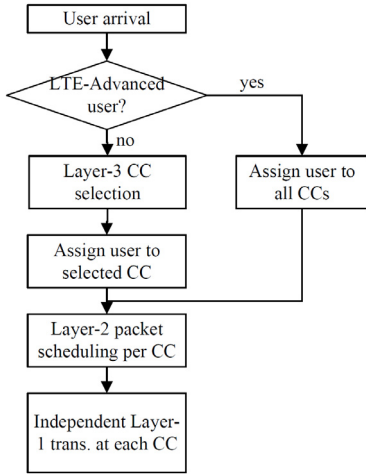 User arrival
LTE-Advanced
user?
yes
no
Layer-3 CC
selection
Assign user to
all CCs
Assign user to
selected CC
Layer-2 packet
scheduling per CC
Independent Layer-
1 trans. at each CC